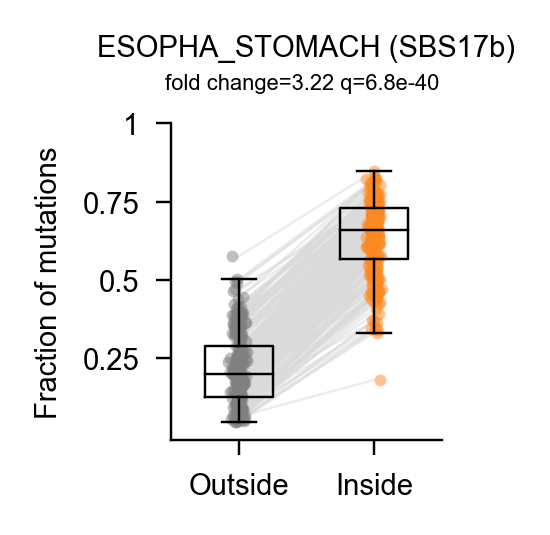 ESOPHA_STOMACH (SBS17b)
fold change=3.22 q=6.8e-40
Fraction of mutations
1
0.75
0.5
0.25
Outside
Inside